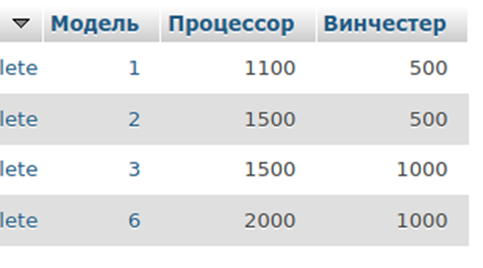 Модель Процессор Винчестер
lete 1 1100 500
lete 2 1500 500
lete 3 1500 1000
lete 6 2000 1000